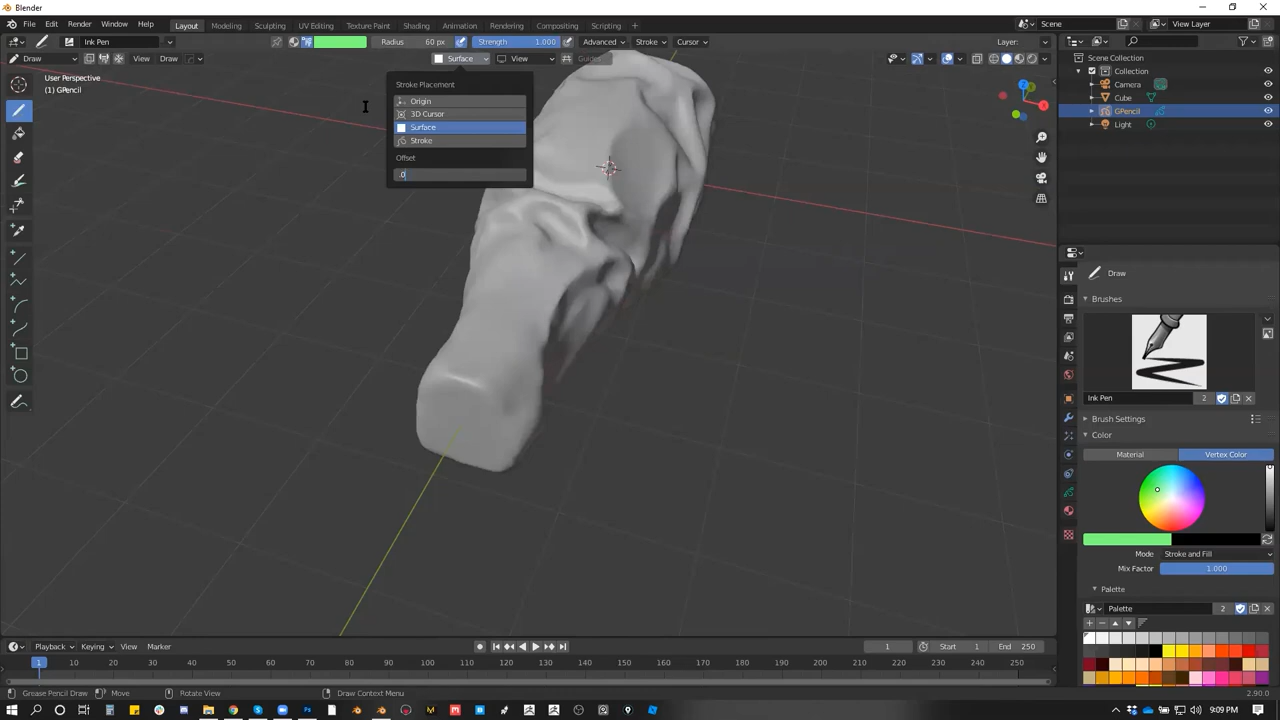 Blender
File Edit Render Window Help Layout Modeling Sculpting UV Editing Texture Paint Shading Animation Rendering Compositing Scripting Scene View Layer
Ink Pen Radius 60 px Strength 1.000 Advanced Stroke Cursor Layer:
Draw View Draw Surface View Guides
User Perspective
(1) GPencil
Stroke Placement
Origin
3D Cursor
Surface
Stroke
Offset
.0
Scene Collection
Collection
Camera
Cube
GPencil
Light
Draw
Brushes
Ink Pen 2
Brush Settings
Color
Material Vertex Color
Mode Stroke and Fill
Mix Factor 1.000
Palette
Palette 2
Playback Keying View Marker 1 Start 1 End 250
1 10 20 30 40 50 60 70 80 90 100 110 120 130 140 150 160 170 180 190 200 210 220 230 240 250
Grease Pencil Draw Move Rotate View Draw Context Menu 2.90.0
9:09 PM